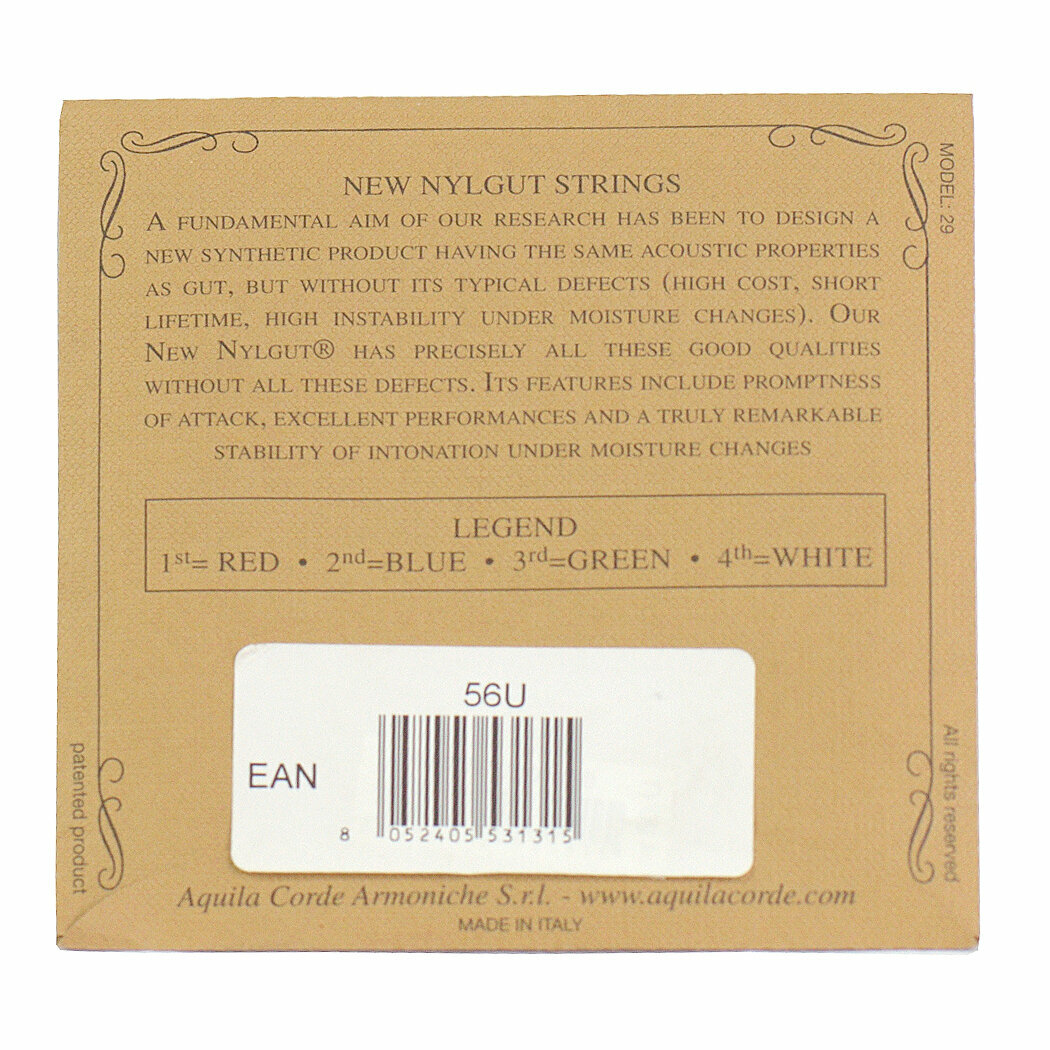 NEW NYLGUT STRINGS
A FUNDAMENTAL AIM OF OUR RESEARCH HAS BEEN TO DESIGN A
NEW SYNTHETIC PRODUCT HAVING THE SAME ACOUSTIC PROPERTIES
AS GUT, BUT WITHOUT ITS TYPICAL DEFECTS (HIGH COST, SHORT
LIFETIME, HIGH INSTABILITY UNDER MOISTURE CHANGES). OUR
NEW NYLGUT® HAS PRECISELY ALL THESE GOOD QUALITIES
WITHOUT ALL THESE DEFECTS. ITS FEATURES INCLUDE PROMPTNESS
OF ATTACK, EXCELLENT PERFORMANCES AND A TRULY REMARKABLE
STABILITY OF INTONATION UNDER MOISTURE CHANGES
MODEL: 29
LEGEND
1st= RED • 2nd=BLUE • 3rd=GREEN • 4th=WHITE
56U
EAN
8 052405 531315
patented product
All rights reserved
Aquila Corde Armoniche S.r.l. - www.aquilacorde.com
MADE IN ITALY